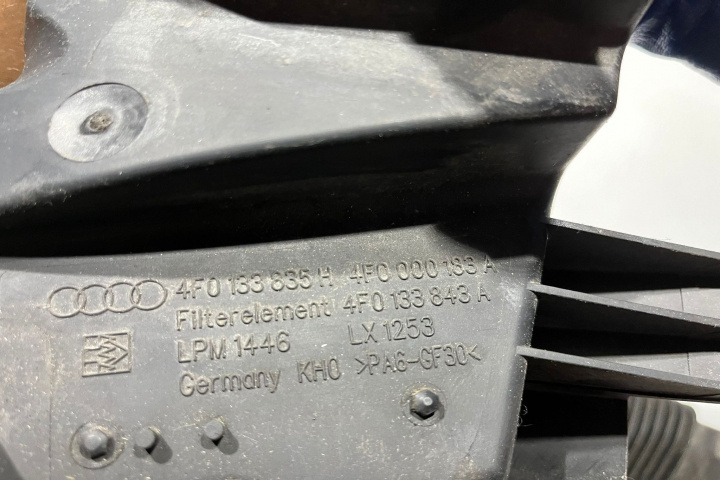 4F0 133 835 H 4F0 000 183 A
Filterelement 4F0 133 843 A
LPM 1446 LX 1253
Germany KH0 >PA6-GF30<